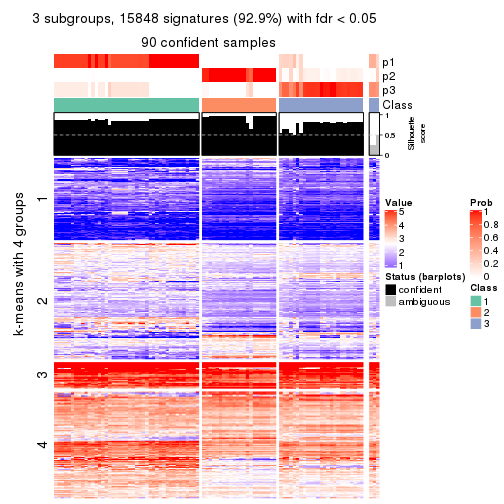 3 subgroups, 15848 signatures (92.9%) with fdr < 0.05
90 confident samples
p1
p2
p3
Class
1
0.5
0
Silhouette
score
k-means with 4 groups
1
2
3
4
Value
5
4
3
2
1
Status (barplots)
confident
ambiguous
Prob
1
0.8
0.6
0.4
0.2
0
Class
1
2
3